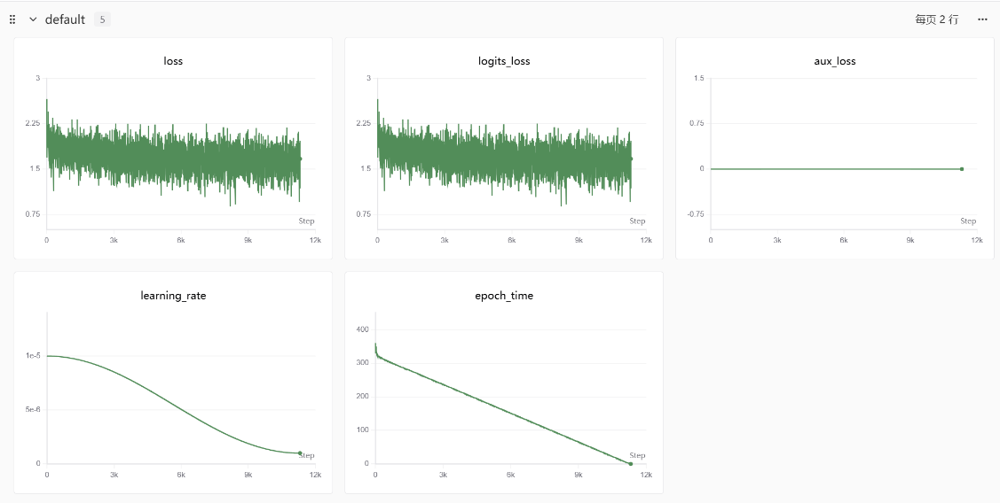 default 5 每页 2 行
loss
3
2.25
1.5
0.75
Step
0 3k 6k 9k 12k
logits_loss
3
2.25
1.5
0.75
Step
0 3k 6k 9k 12k
aux_loss
1.5
0.75
0
-0.75
Step
0 3k 6k 9k 12k
learning_rate
1e-5
5e-6
0
Step
0 3k 6k 9k 12k
epoch_time
400
300
200
100
0
Step
0 3k 6k 9k 12k